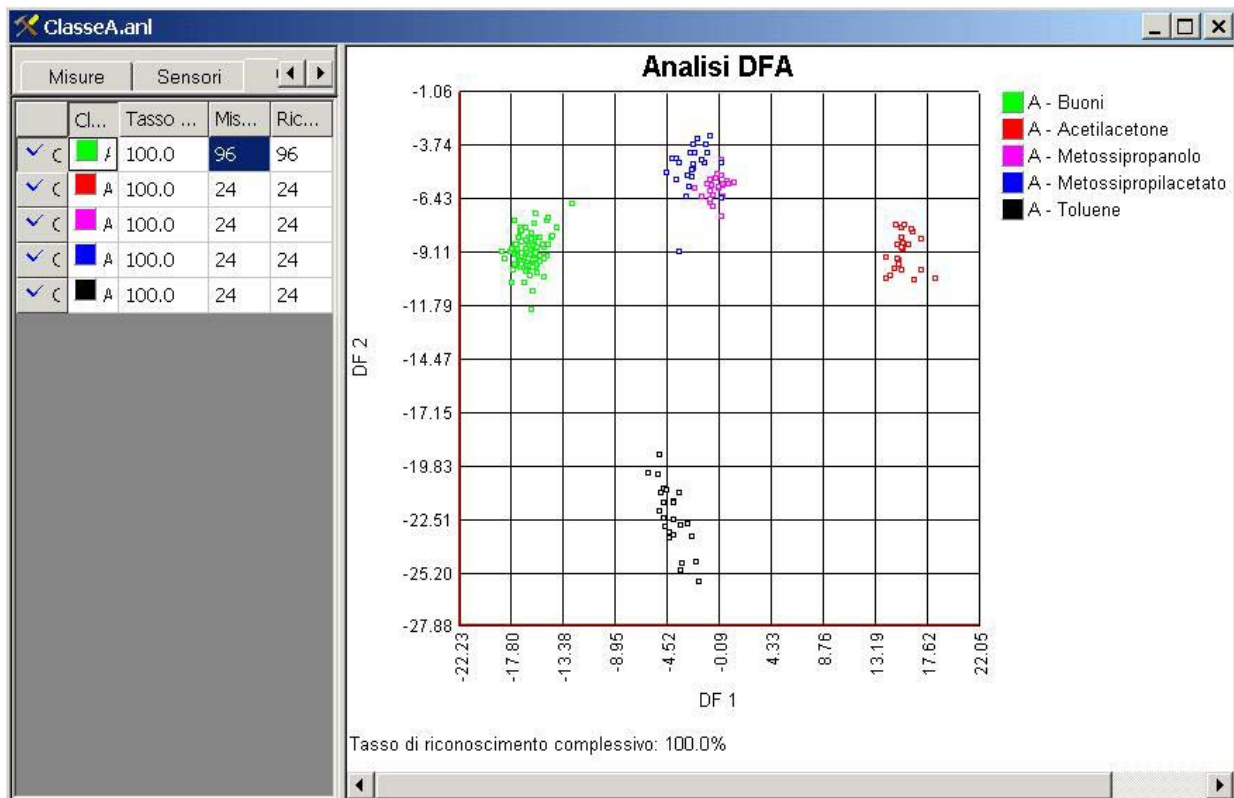 ClasseA.anl
Misure Sensori
Cl... Tasso ... Mis... Ric...
100.0 96 96
A 100.0 24 24
A 100.0 24 24
A 100.0 24 24
A 100.0 24 24
Analisi DFA
-1.06
-3.74
-6.43
-9.11
-11.79
-14.47
-17.15
-19.83
-22.51
-25.20
-27.88
DF 2
-22.23
-17.80
-13.38
-8.95
-4.52
-0.09
4.33
8.76
13.19
17.62
22.05
DF 1
A - Buoni
A - Acetilacetone
A - Metossipropanolo
A - Metossipropilacetato
A - Toluene
Tasso di riconoscimento complessivo: 100.0%